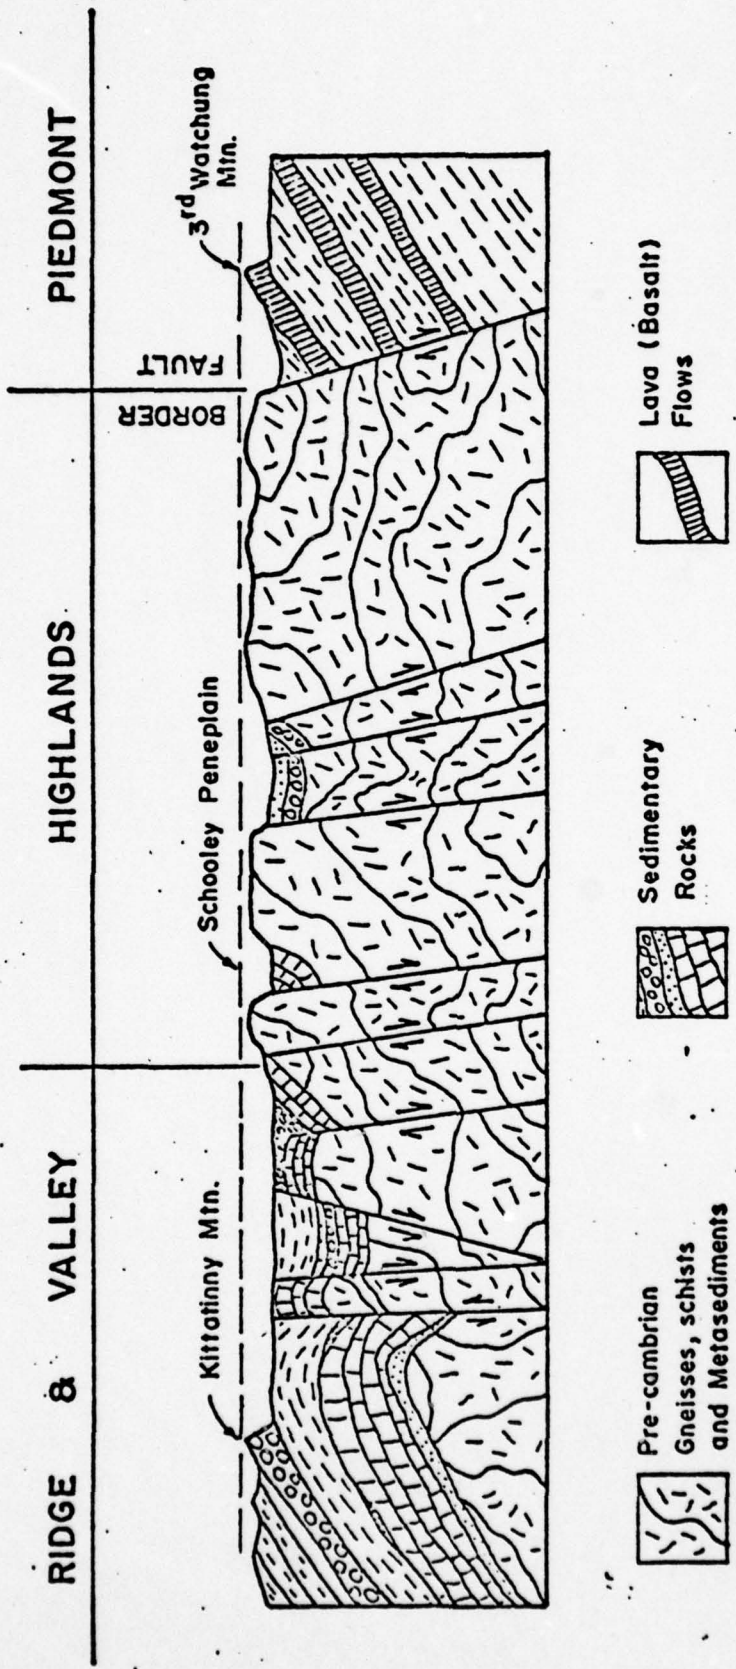 RIDGE & VALLEY
HIGHLANDS
PIEDMONT
Kittatinny Mtn.
Schooley Peneplain
BORDER
FAULT
3rd Watchung
Mtn.
Pre-cambrian
Gneisses, schists
and Metasediments
Sedimentary
Rocks
Lava (Basalt)
Flows